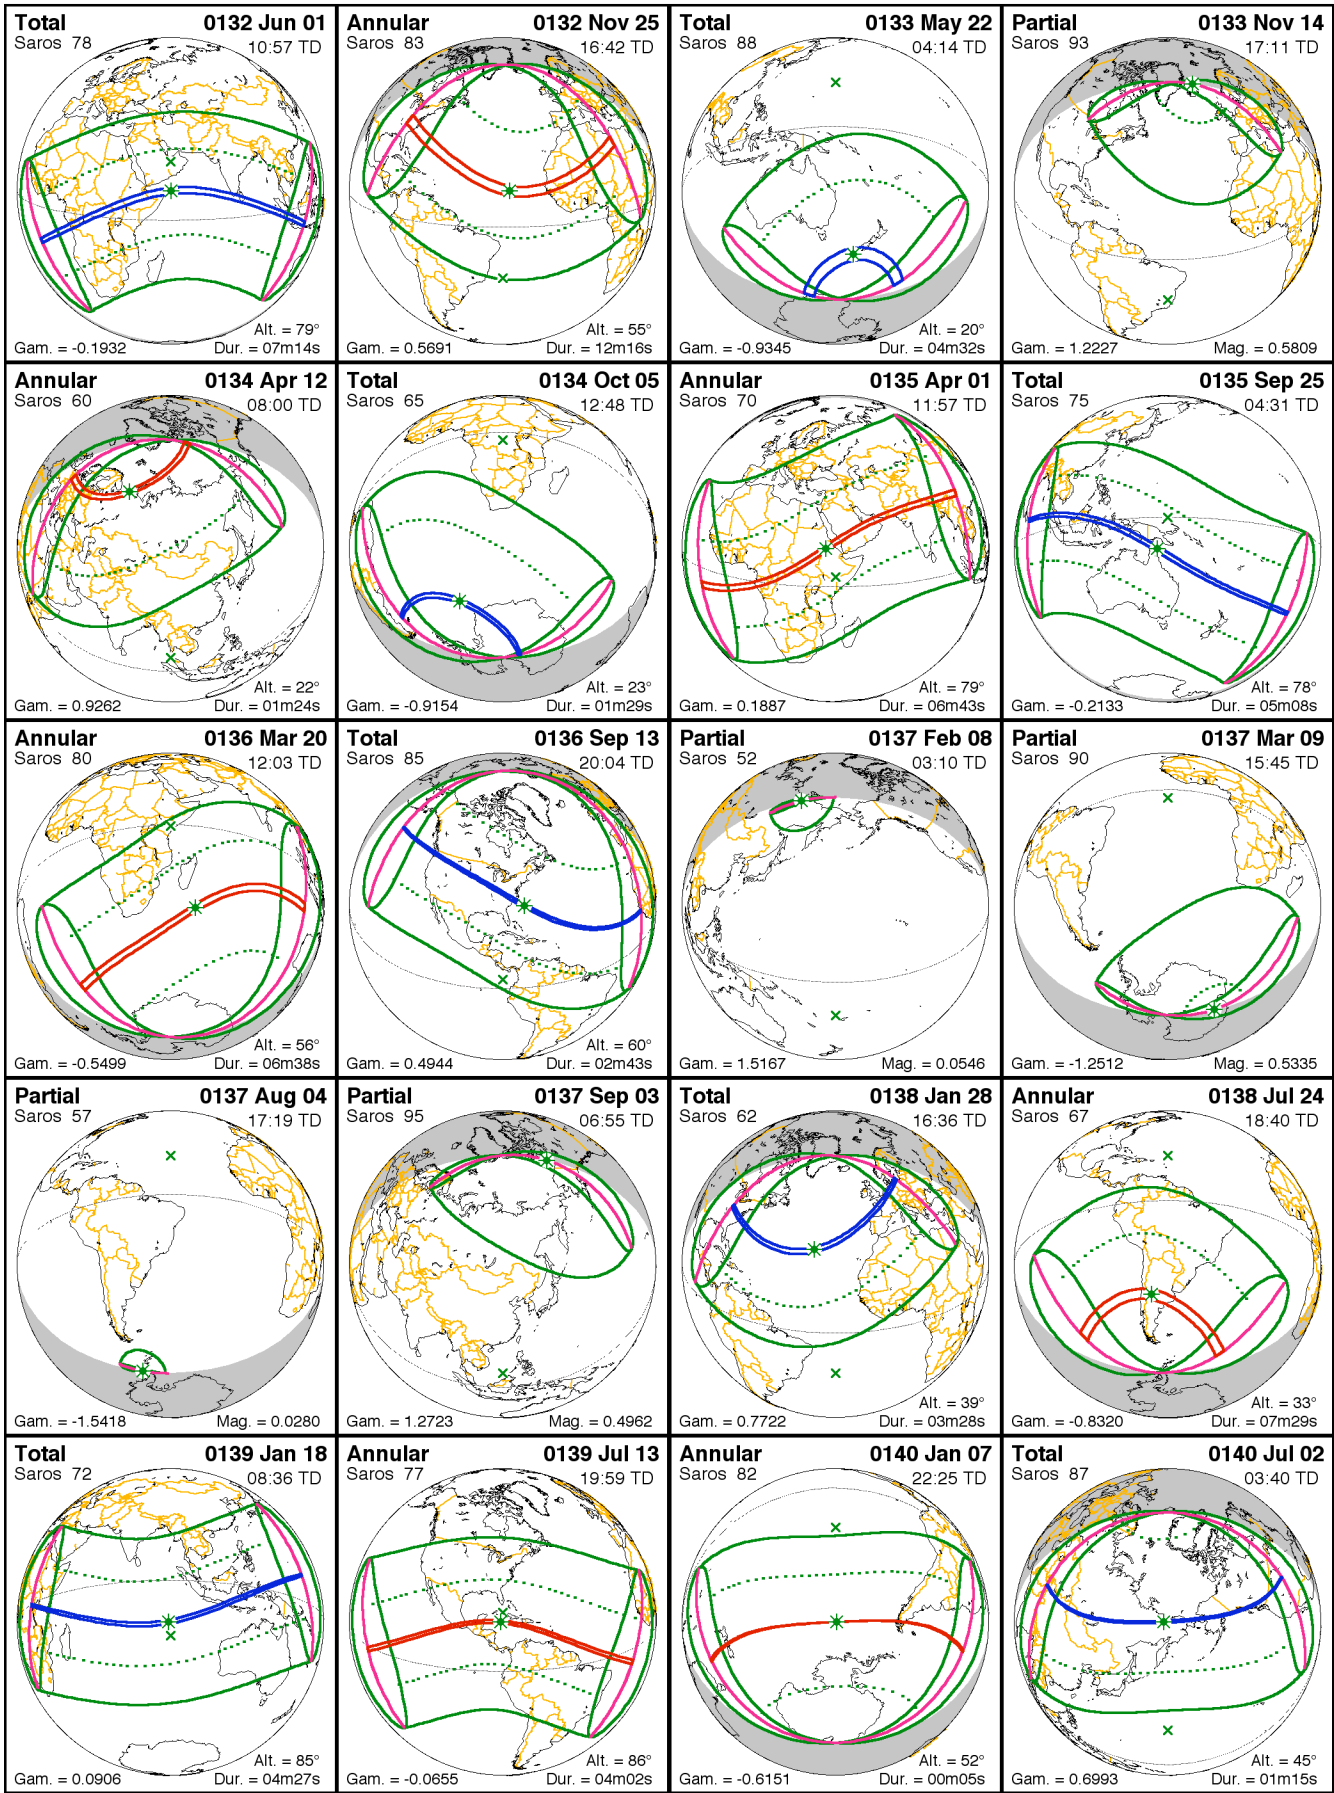 Total 0132 Jun 01
Saros 78 10:57 TD
Alt. = 79°
Gam. = -0.1932 Dur. = 07m14s
Annular 0132 Nov 25
Saros 83 16:42 TD
Alt. = 55°
Gam. = 0.5691 Dur. = 12m16s
Total 0133 May 22
Saros 88 04:14 TD
Alt. = 20°
Gam. = -0.9345 Dur. = 04m32s
Partial 0133 Nov 14
Saros 93 17:11 TD
Gam. = 1.2227 Mag. = 0.5809
Annular 0134 Apr 12
Saros 60 08:00 TD
Alt. = 22°
Gam. = 0.9262 Dur. = 01m24s
Total 0134 Oct 05
Saros 65 12:48 TD
Alt. = 23°
Gam. = -0.9154 Dur. = 01m29s
Annular 0135 Apr 01
Saros 70 11:57 TD
Alt. = 79°
Gam. = 0.1887 Dur. = 06m43s
Total 0135 Sep 25
Saros 75 04:31 TD
Alt. = 78°
Gam. = -0.2133 Dur. = 05m08s
Annular 0136 Mar 20
Saros 80 12:03 TD
Alt. = 56°
Gam. = -0.5499 Dur. = 06m38s
Total 0136 Sep 13
Saros 85 20:04 TD
Alt. = 60°
Gam. = 0.4944 Dur. = 02m43s
Partial 0137 Feb 08
Saros 52 03:10 TD
Gam. = 1.5167 Mag. = 0.0546
Partial 0137 Mar 09
Saros 90 15:45 TD
Gam. = -1.2512 Mag. = 0.5335
Partial 0137 Aug 04
Saros 57 17:19 TD
Gam. = -1.5418 Mag. = 0.0280
Partial 0137 Sep 03
Saros 95 06:55 TD
Gam. = 1.2723 Mag. = 0.4962
Total 0138 Jan 28
Saros 62 16:36 TD
Alt. = 39°
Gam. = 0.7722 Dur. = 03m28s
Annular 0138 Jul 24
Saros 67 18:40 TD
Alt. = 33°
Gam. = -0.8320 Dur. = 07m29s
Total 0139 Jan 18
Saros 72 08:36 TD
Alt. = 85°
Gam. = 0.0906 Dur. = 04m27s
Annular 0139 Jul 13
Saros 77 19:59 TD
Alt. = 86°
Gam. = -0.0655 Dur. = 04m02s
Annular 0140 Jan 07
Saros 82 22:25 TD
Alt. = 52°
Gam. = -0.6151 Dur. = 00m05s
Total 0140 Jul 02
Saros 87 03:40 TD
Alt. = 45°
Gam. = 0.6993 Dur. = 01m15s